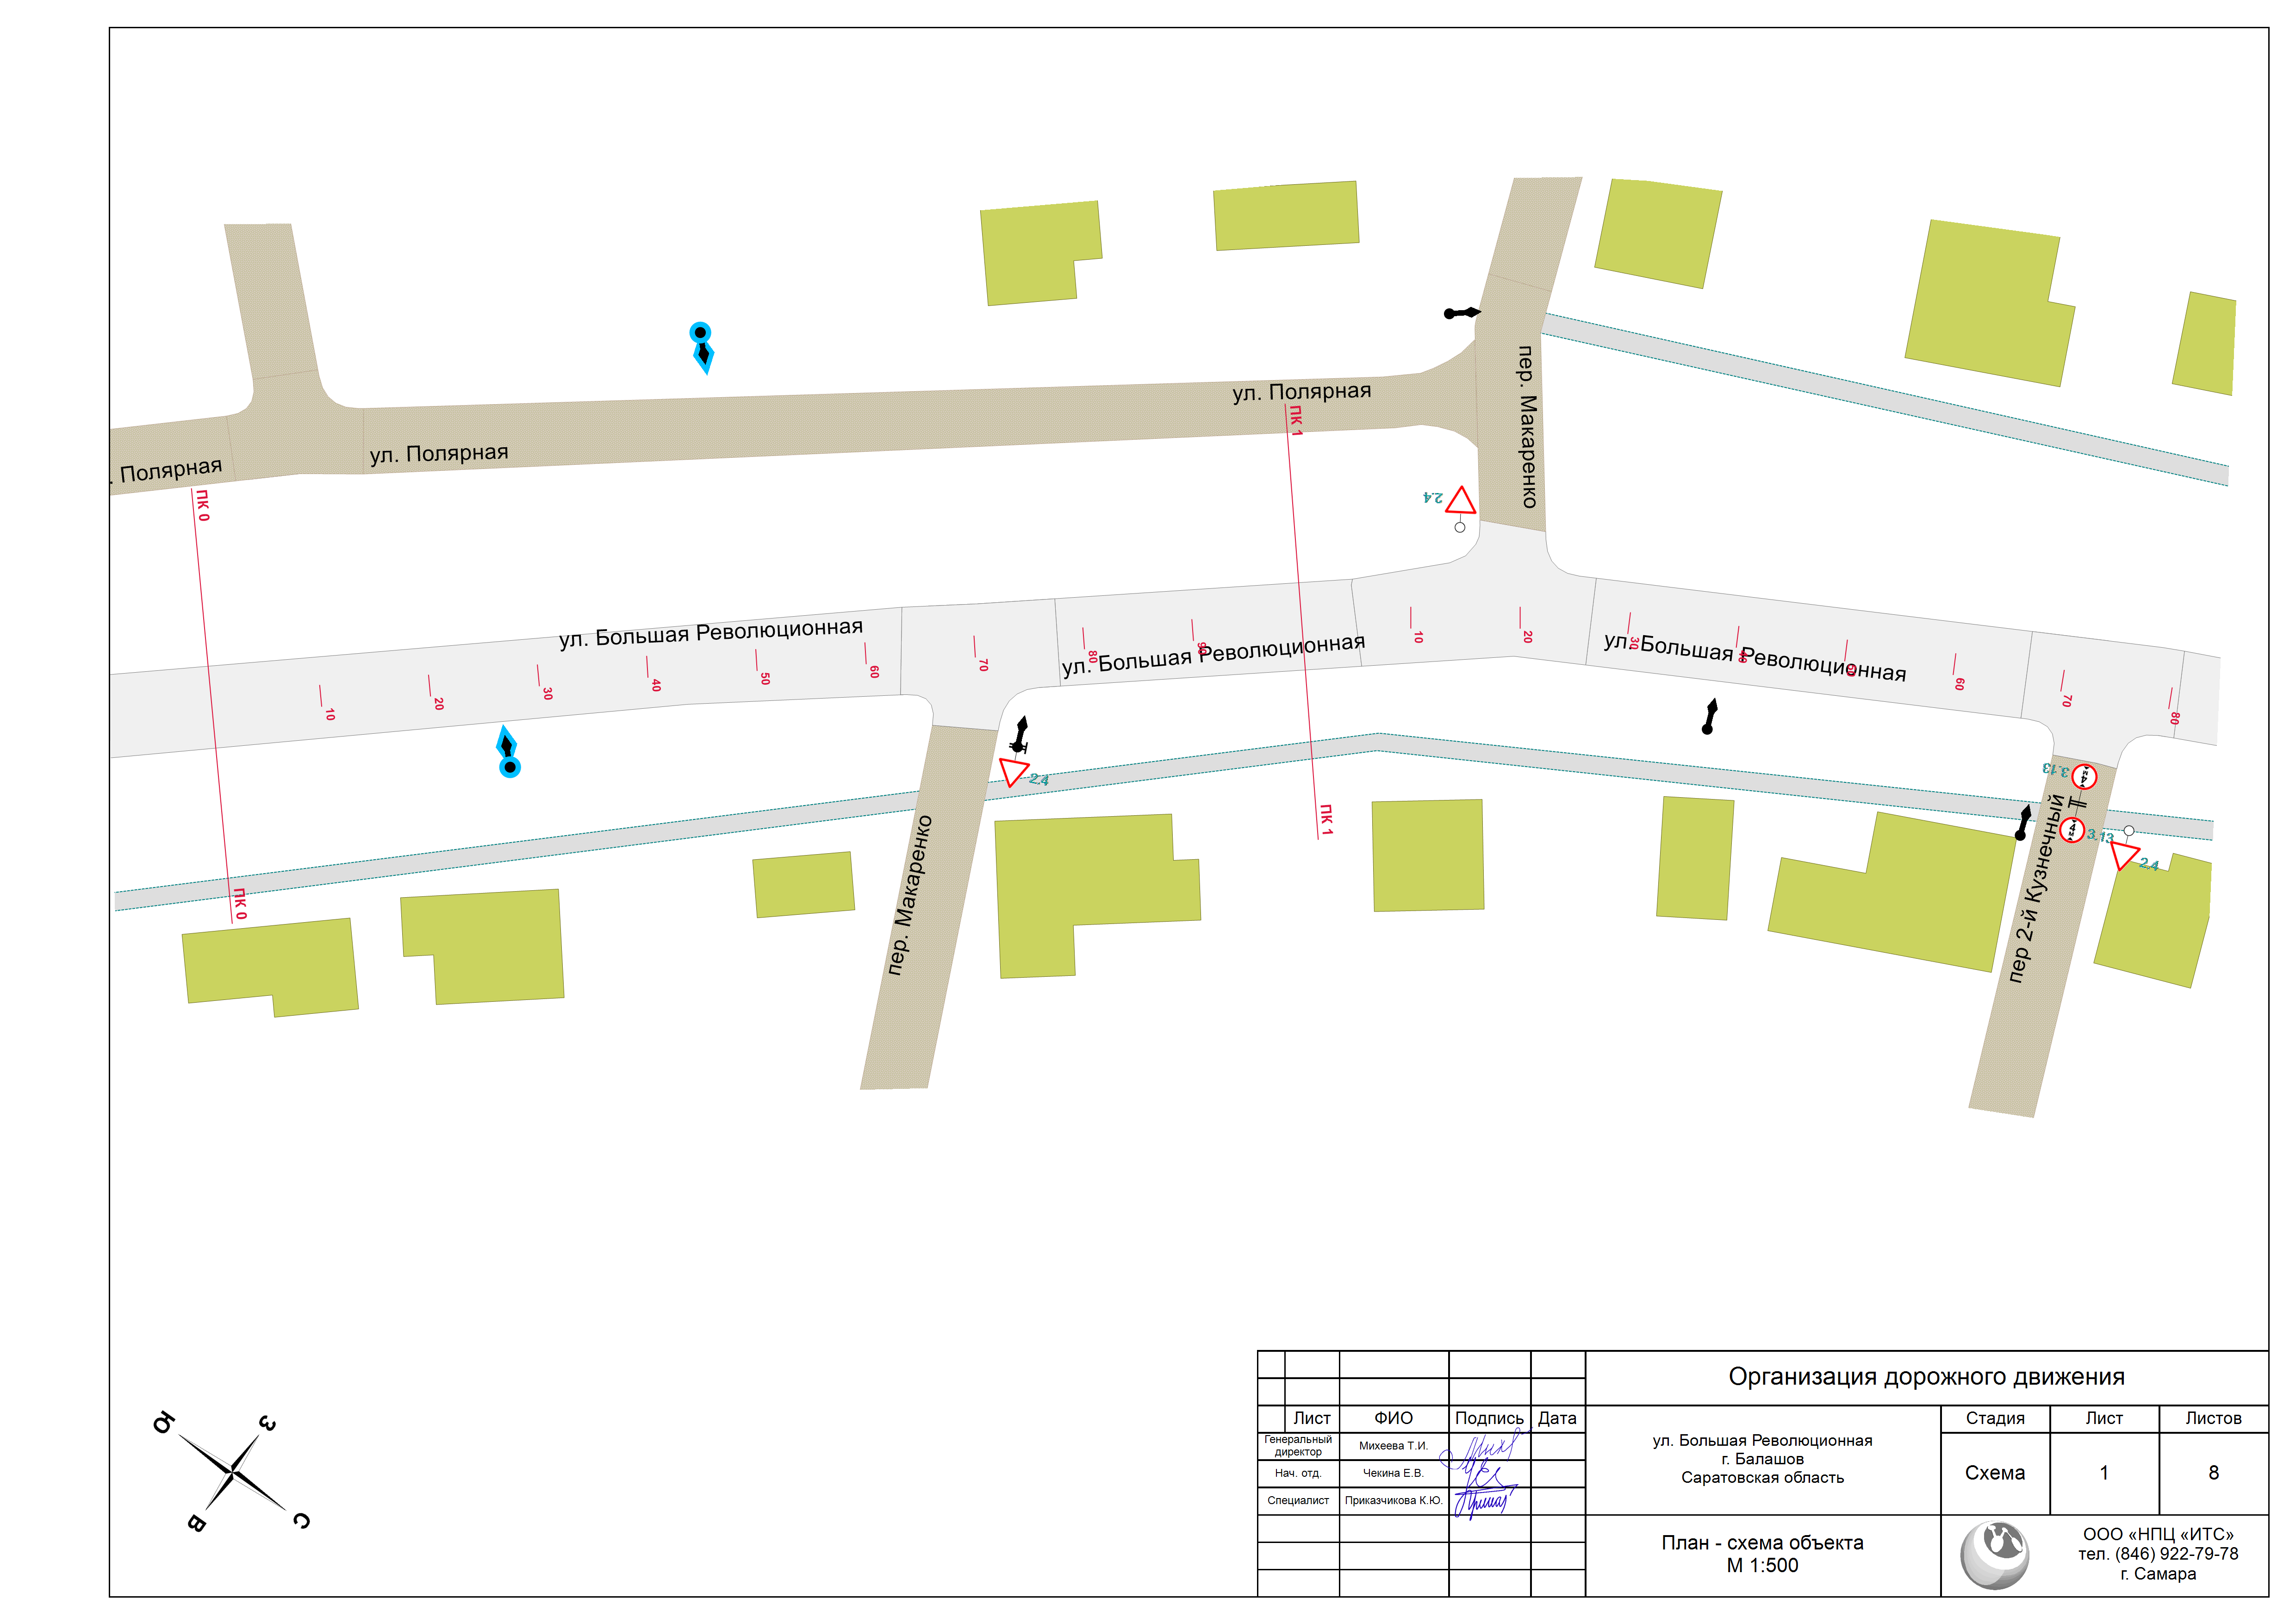 пер. Макаренко
ул. Полярная
ПК 1
. Полярная
ул. Полярная
ПК 0
2.4
ул. Большая Революционная
ул. Большая Революционная
ул. Большая Революционная
10
20
30
40
50
60
70
80
90
10
20
30
40
50
60
70
80
2.4
3.13
3.13
2.4
ПК 1
ПК 0
пер. Макаренко
пер 2-й Кузнечный
Ю
З
В
С
Организация дорожного движения
Лист
ФИО
Подпись
Дата
Генеральный
директор
Михеева Т.И.
Нач. отд.
Чекина Е.В.
Специалист
Приказчикова К.Ю.
ул. Большая Революционная
г. Балашов
Саратовская область
Стадия
Лист
Листов
Схема
1
8
План - схема объекта
М 1:500
ООО «НПЦ «ИТС»
тел. (846) 922-79-78
г. Самара